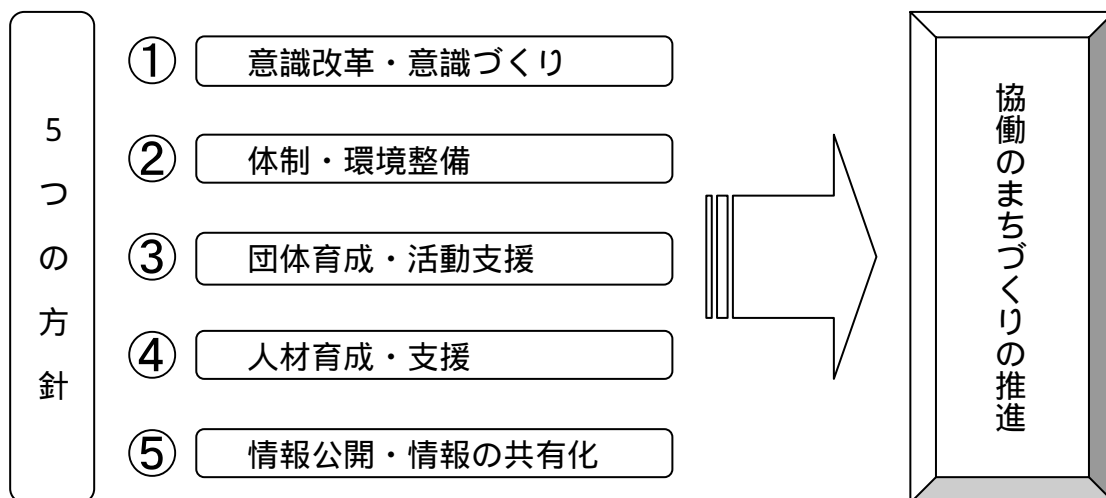 5つの方針
① 意識改革・意識づくり
② 体制・環境整備
③ 団体育成・活動支援
④ 人材育成・支援
⑤ 情報公開・情報の共有化
協働のまちづくりの推進